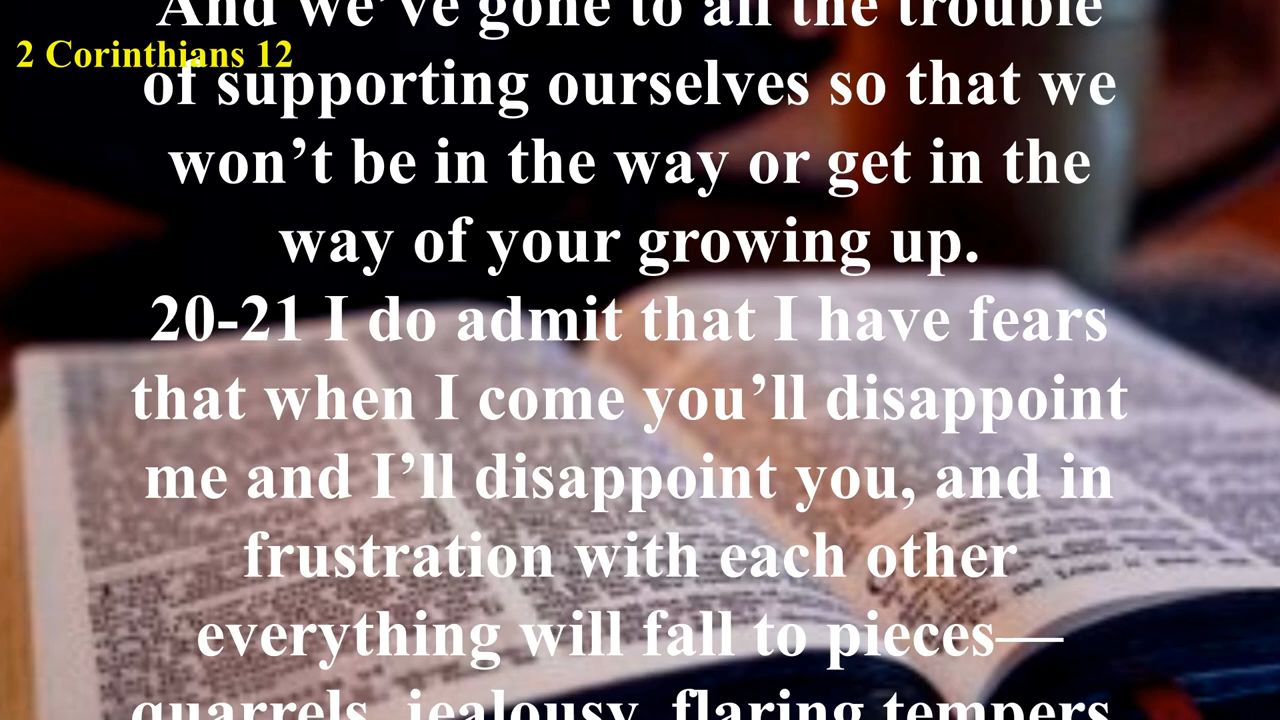 And we’ve gone to all the trouble
2 Corinthians 12
of supporting ourselves so that we
won’t be in the way or get in the
way of your growing up.
20-21 I do admit that I have fears
that when I come you’ll disappoint
me and I’ll disappoint you, and in
frustration with each other
everything will fall to pieces—
quarrels, jealousy, flaring tempers,